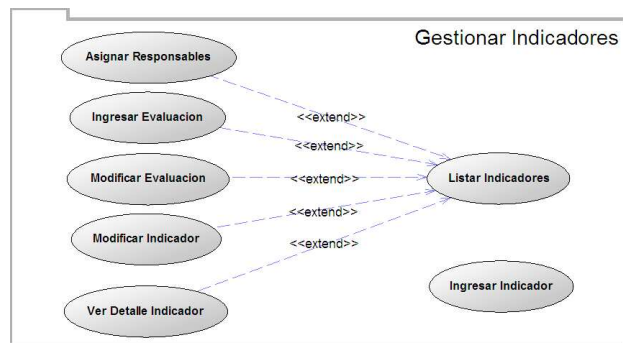 Gestionar Indicadores
Asignar Responsables
<<extend>>
Ingresar Evaluacion
<<extend>>
Modificar Evaluacion
<<extend>>
Listar Indicadores
Modificar Indicador
<<extend>>
<<extend>>
Ver Detalle Indicador
Ingresar Indicador